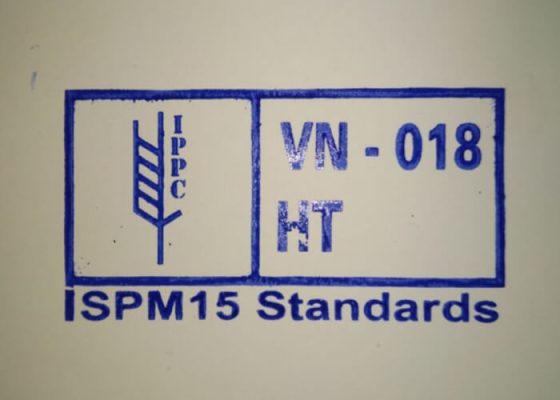 IPPC
VN - 018
HT
ISPM15 Standards